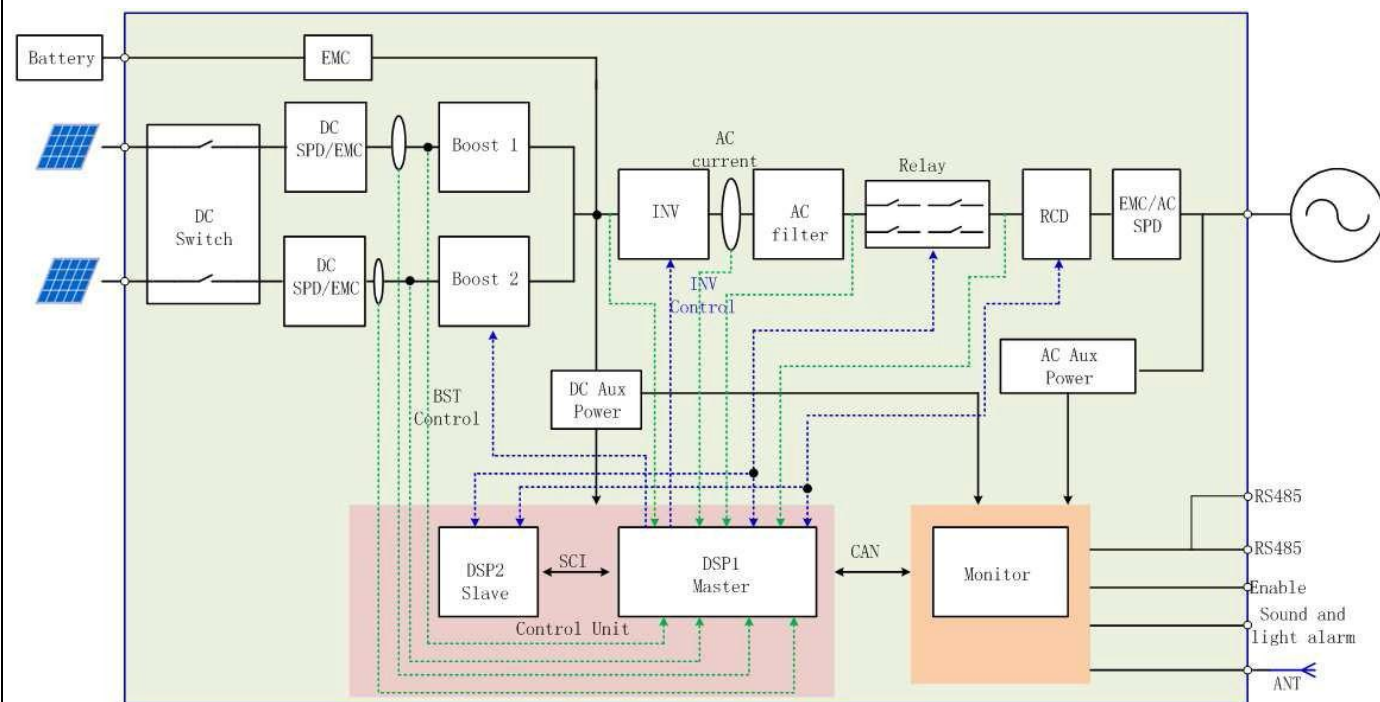 Battery
EMC
DC
SPD/EMC
Boost 1
AC
current
Relay
DC
Switch
INV
AC
filter
RCD
EMC/AC
SPD
DC
SPD/EMC
Boost 2
INV
Control
AC Aux
Power
DC Aux
Power
BST
Control
RS485
DSP2
Slave
SCI
DSP1
Master
CAN
Monitor
RS485
Enable
Control Unit
Sound and
light alarm
ANT